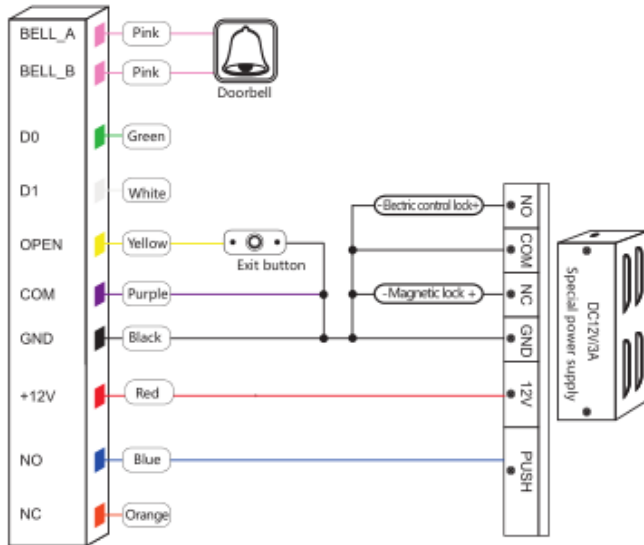 BELL_A Pink
BELL_B Pink
Doorbell
D0 Green
D1 White
OPEN Yellow
Exit button
COM Purple
GND Black
+12V Red
NO Blue
NC Orange
-Electric control lock+
-Magnetic lock +
NO
COM
NC
GND
12V
PUSH
DC12V/3A
Special power supply